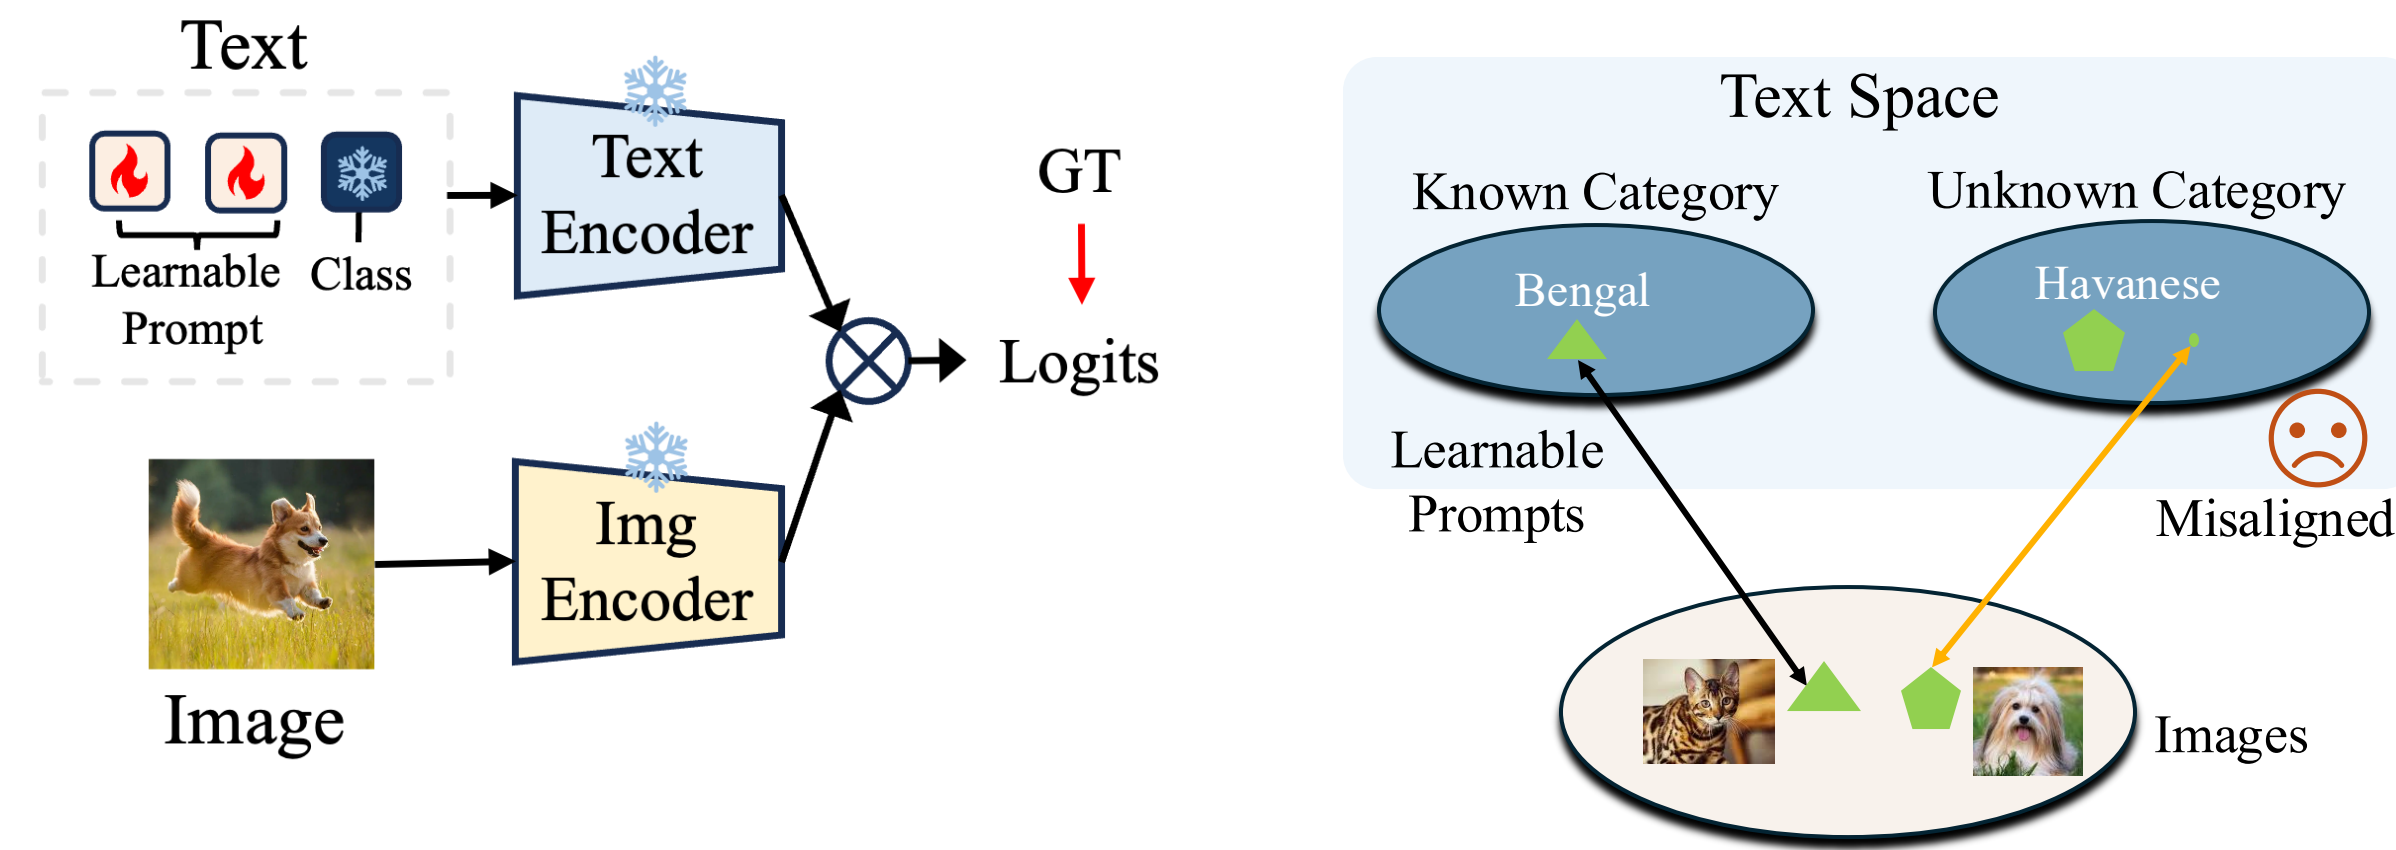 Text
Learnable
Prompt
Class
Text
Encoder
GT
Logits
Img
Encoder
Image
Text Space
Known Category
Unknown Category
Bengal
Havanese
Learnable
Prompts
Misaligned
Images